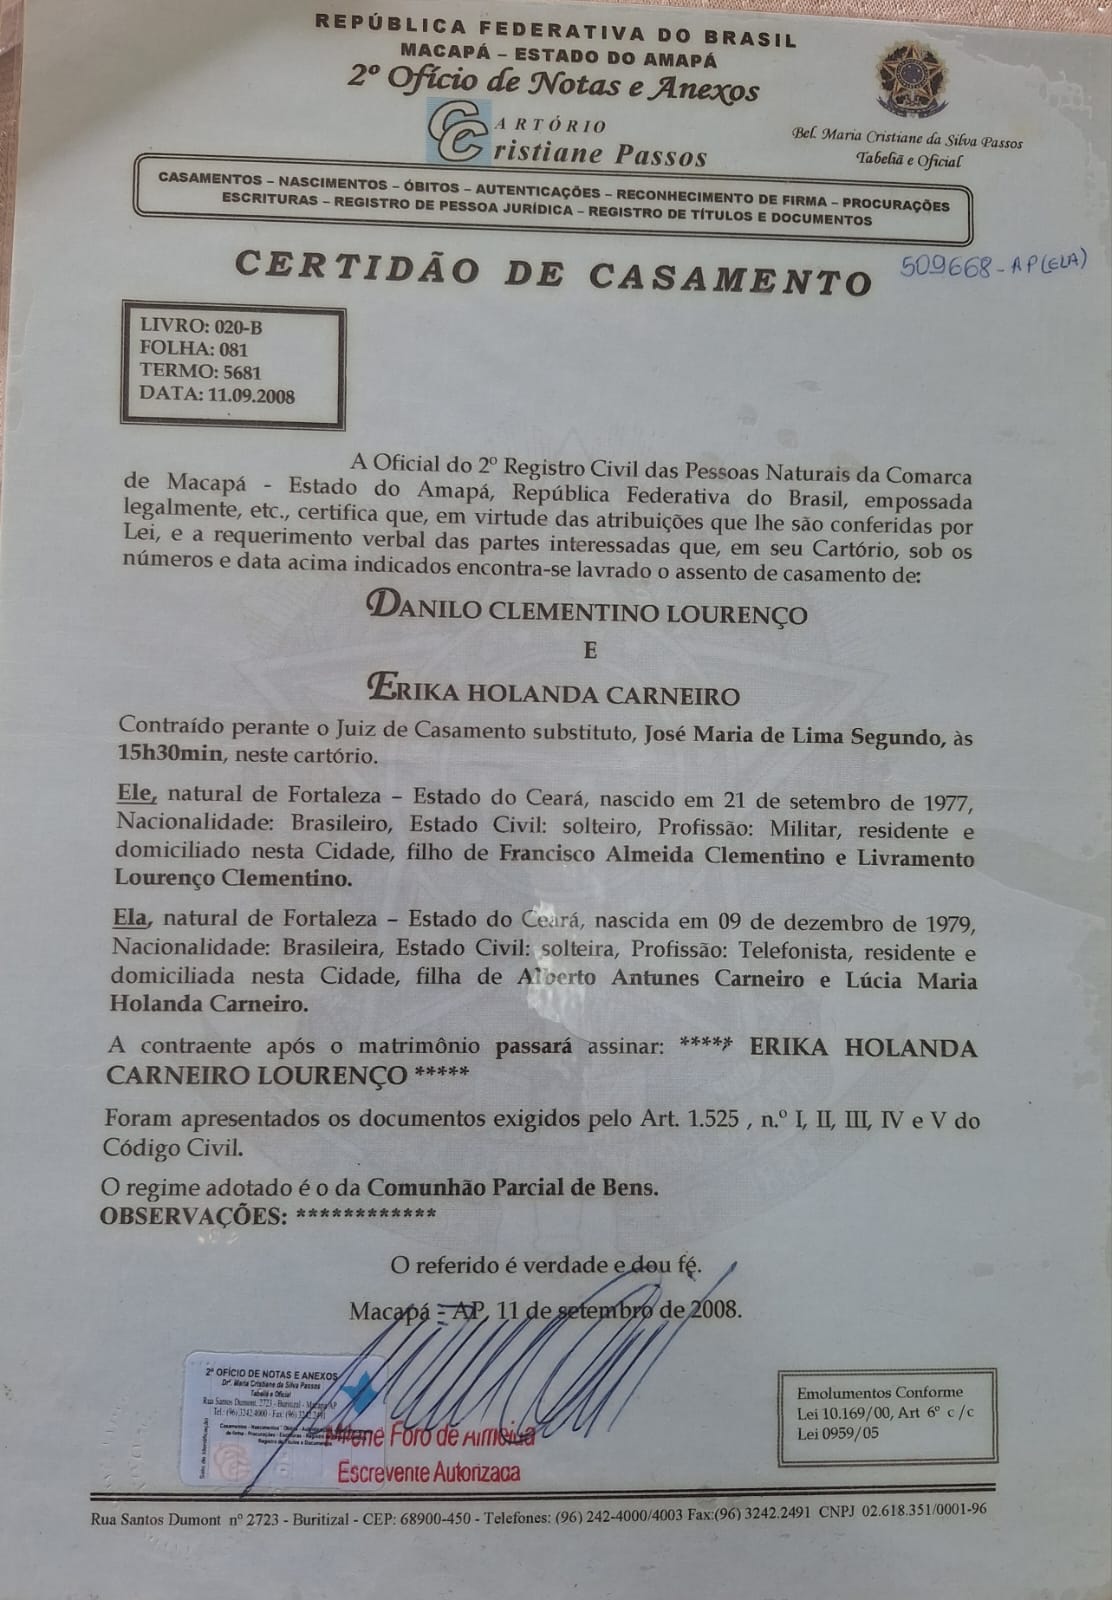 REPÚBLICA FEDERATIVA DO BRASIL
MACAPÁ – ESTADO DO AMAPÁ
2º Ofício de Notas e Anexos
CARTÓRIO
Cristiane Passos
Bel. Maria Cristiane da Silva Passos
Tabeliã e Oficial
CASAMENTOS – NASCIMENTOS – ÓBITOS – AUTENTICAÇÕES – RECONHECIMENTO DE FIRMA – PROCURAÇÕES
ESCRITURAS – REGISTRO DE PESSOA JURÍDICA – REGISTRO DE TÍTULOS E DOCUMENTOS
CERTIDÃO DE CASAMENTO
509668-AP(ELA)
LIVRO: 020-B
FOLHA: 081
TERMO: 5681
DATA: 11.09.2008
A Oficial do 2º Registro Civil das Pessoas Naturais da Comarca
de Macapá - Estado do Amapá, República Federativa do Brasil, empossada
legalmente, etc., certifica que, em virtude das atribuições que lhe são conferidas por
Lei, e a requerimento verbal das partes interessadas que, em seu Cartório, sob os
números e data acima indicados encontra-se lavrado o assento de casamento de:
DANILO CLEMENTINO LOURENÇO
E
ERIKA HOLANDA CARNEIRO
Contraído perante o Juiz de Casamento substituto, José Maria de Lima Segundo, às
15h30min, neste cartório.
Ele, natural de Fortaleza – Estado do Ceará, nascido em 21 de setembro de 1977,
Nacionalidade: Brasileiro, Estado Civil: solteiro, Profissão: Militar, residente e
domiciliado nesta Cidade, filho de Francisco Almeida Clementino e Livramento
Lourenço Clementino.
Ela, natural de Fortaleza – Estado do Ceará, nascida em 09 de dezembro de 1979,
Nacionalidade: Brasileira, Estado Civil: solteira, Profissão: Telefonista, residente e
domiciliada nesta Cidade, filha de Alberto Antunes Carneiro e Lúcia Maria
Holanda Carneiro.
A contraente após o matrimônio passará assinar: ***** ERIKA HOLANDA
CARNEIRO LOURENÇO *****
Foram apresentados os documentos exigidos pelo Art. 1.525 , n.º I, II, III, IV e V do
Código Civil.
O regime adotado é o da Comunhão Parcial de Bens.
OBSERVAÇÕES: ************
O referido é verdade e dou fé.
Macapá – AP, 11 de setembro de 2008.
2º OFÍCIO DE NOTAS E ANEXOS
Drª. Maria Cristiane da Silva Passos
Tabeliã e Oficial
Rua Santos Dumont, 2723 - Buritizal - Macapá/AP
Tel.: (96) 3242.4000 - Fax: (96)
Foro de Almeida
Escrevente Autorizada
Emolumentos Conforme
Lei 10.169/00, Art 6º c/c
Lei 0959/05
Rua Santos Dumont nº 2723 - Buritizal - CEP: 68900-450 - Telefones: (96) 242-4000/4003 Fax:(96) 3242.2491 CNPJ 02.618.351/0001-96